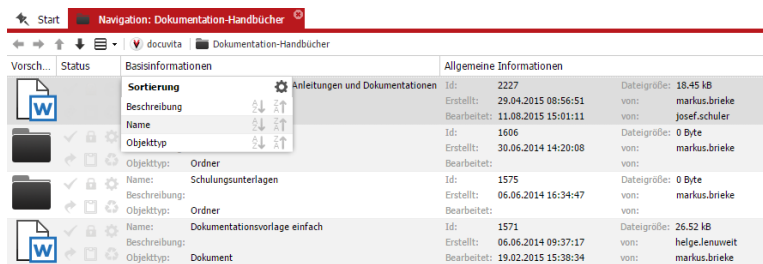 Start Navigation: Dokumentation-Handbücher
docuvita Dokumentation-Handbücher
Vorsch... Status Basisinformationen Allgemeine Informationen
Sortierung Anleitungen und Dokumentationen Id: 2227 Dateigröße: 18.45 kB
Beschreibung Erstellt: 29.04.2015 08:56:51 von: markus.brieke
Name Bearbeitet: 11.08.2015 15:01:11 von: josef.schuler
Id: 1606 Dateigröße: 0 Byte
Objekttyp Erstellt: 30.06.2014 14:20:08 von: markus.brieke
Objekttyp: Ordner Bearbeitet: von:
Name: Schulungsunterlagen Id: 1575 Dateigröße: 0 Byte
Beschreibung: Erstellt: 06.06.2014 16:34:47 von: markus.brieke
Objekttyp: Ordner Bearbeitet: von:
Name: Dokumentationsvorlage einfach Id: 1571 Dateigröße: 26.52 kB
Beschreibung: Erstellt: 06.06.2014 09:37:17 von: helge.lenuweit
Objekttyp: Dokument Bearbeitet: 19.02.2015 15:38:34 von: markus.brieke